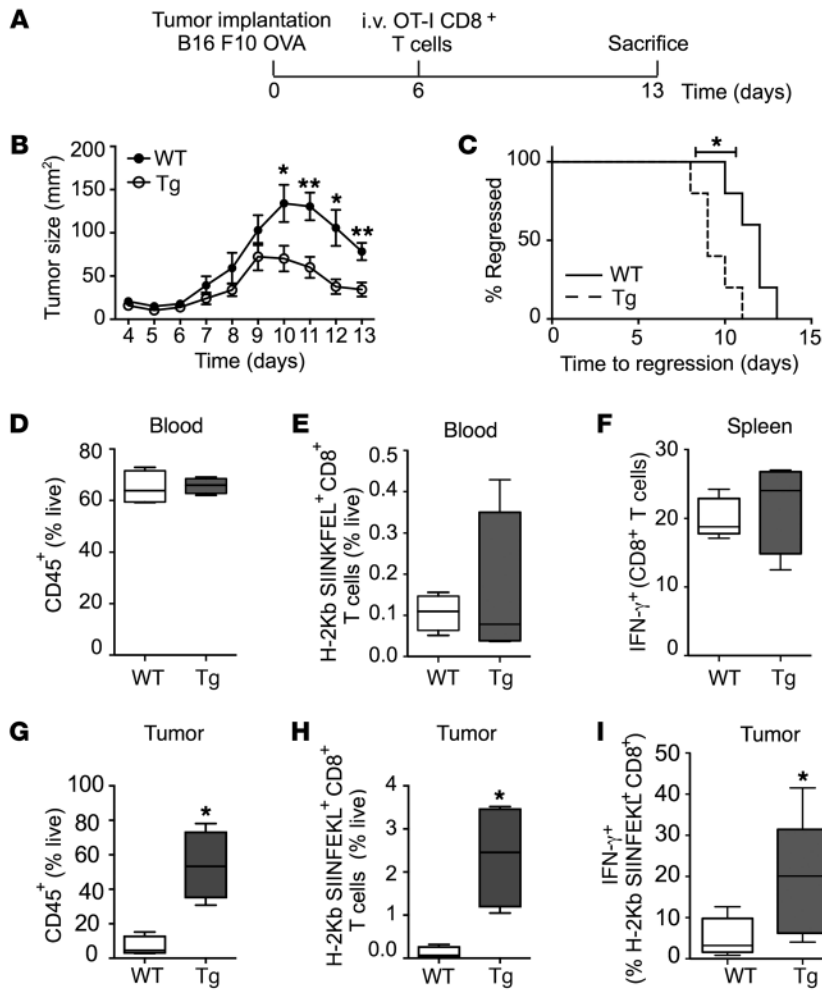 A
Tumor implantation
B16 F10 OVA
i.v. OT-I CD8 +
T cells
Sacrifice
0
6
13
Time (days)
B
WT
Tg
Tumor size (mm²)
200
150
100
50
0
* ** * **
4 5 6 7 8 9 10 11 12 13
Time (days)
C
*
% Regressed
100
50
0
WT
Tg
0 5 10 15
Time to regression (days)
D
Blood
CD45+ (% live)
80
60
40
20
0
WT Tg
E
Blood
H-2Kb SIINKFEL+ CD8+
T cells (% live)
0.5
0.4
0.3
0.2
0.1
0.0
WT Tg
F
Spleen
IFN-γ+ (CD8+ T cells)
30
20
10
0
WT Tg
G
Tumor
CD45+ (% live)
100
80
60
40
20
0
*
WT Tg
H
Tumor
H-2Kb SIINFEKL+ CD8+
T cells (% live)
4
3
2
1
0.0
*
WT Tg
I
Tumor
IFN-γ+
(% H-2Kb SIINFEKL+ CD8+)
50
40
30
20
10
0
*
WT Tg